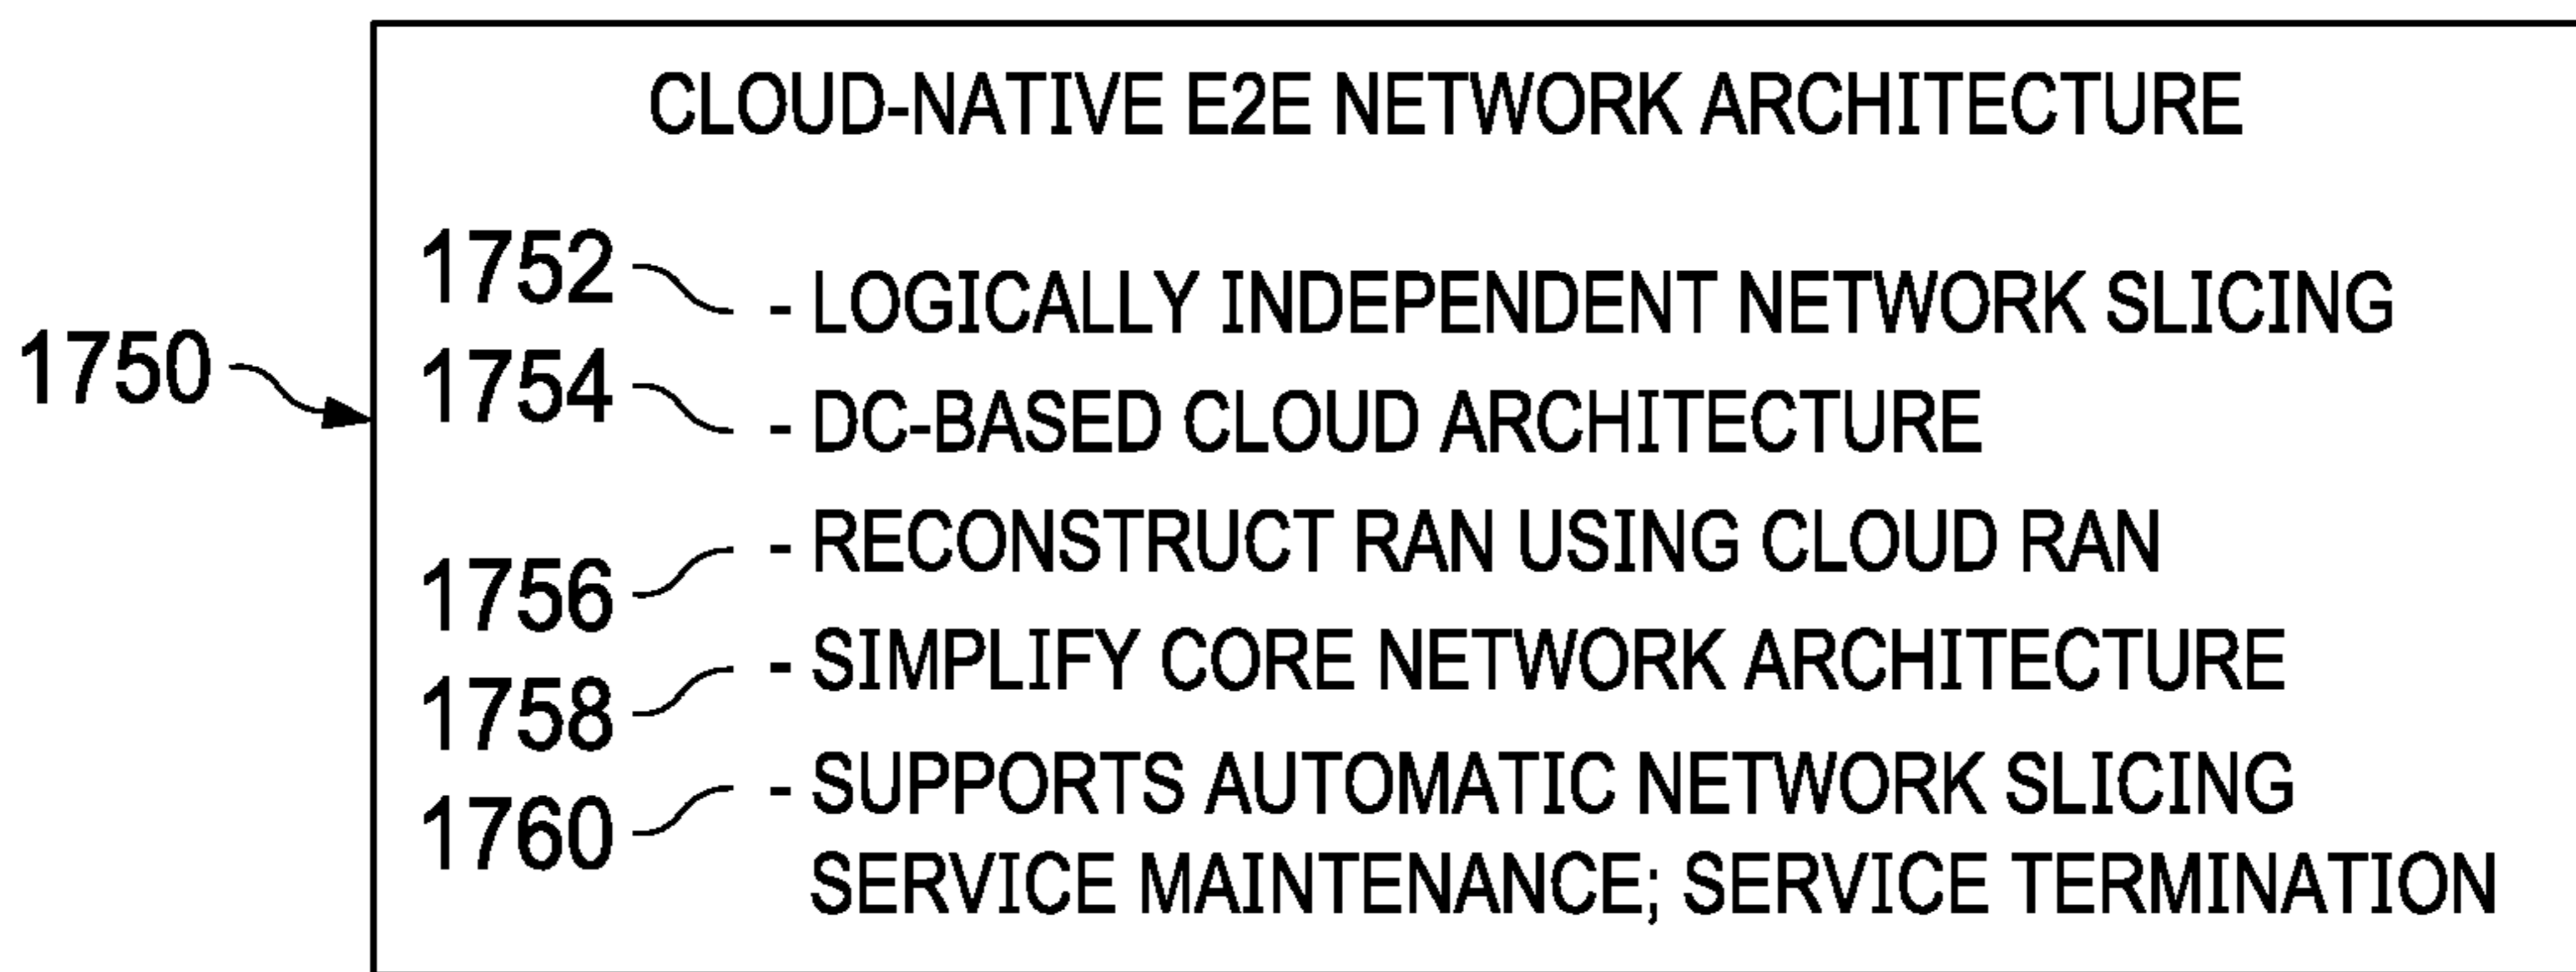 CLOUD-NATIVE E2E NETWORK ARCHITECTURE
1752 - LOGICALLY INDEPENDENT NETWORK SLICING
1750
1754 - DC-BASED CLOUD ARCHITECTURE
1756 - RECONSTRUCT RAN USING CLOUD RAN
1758 - SIMPLIFY CORE NETWORK ARCHITECTURE
1760 - SUPPORTS AUTOMATIC NETWORK SLICING
SERVICE MAINTENANCE; SERVICE TERMINATION